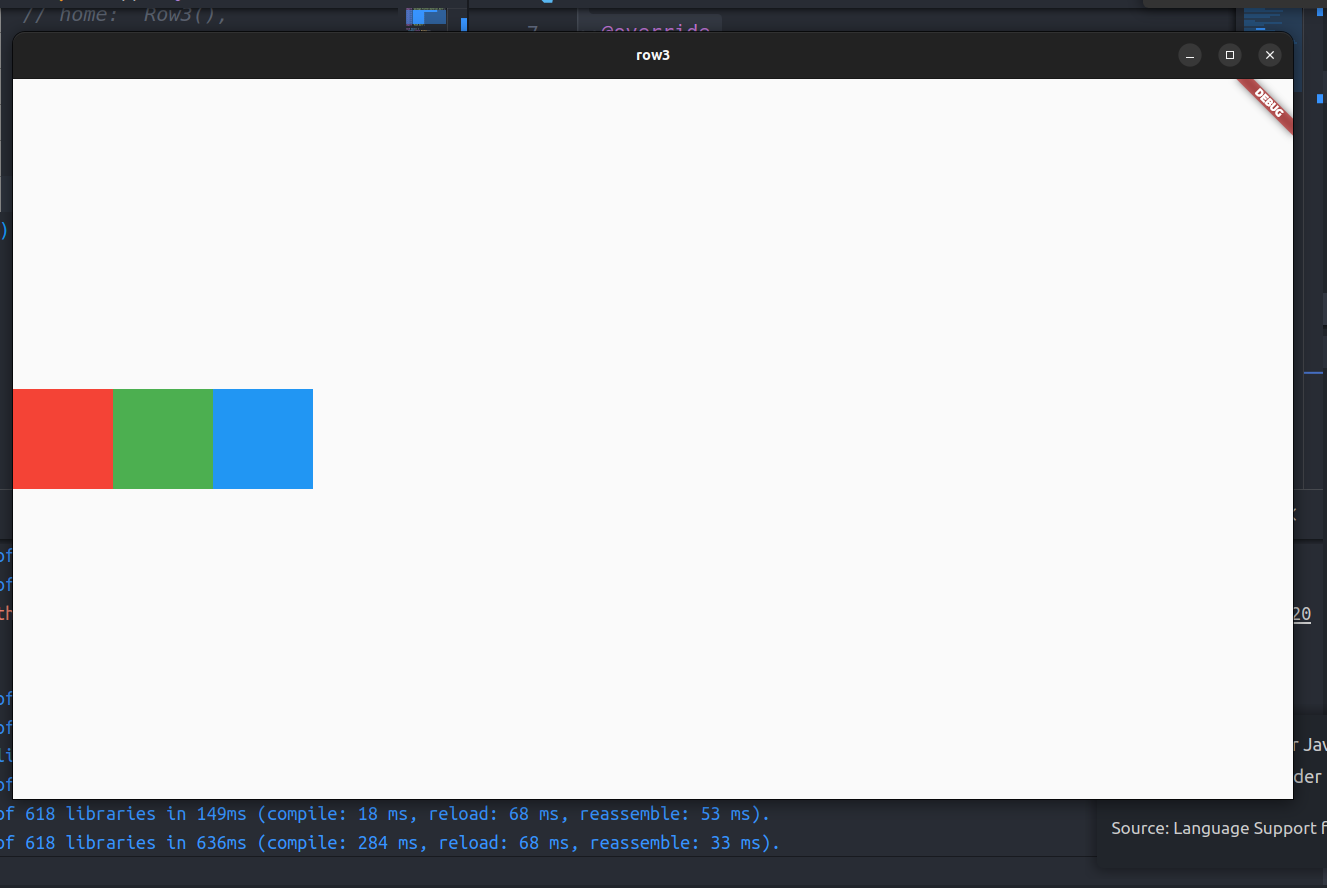 // home: Row3(),
7
@override
row3
DEBUG
)
of
of
th
20
of
of
li
r Jav
of
der
of 618 libraries in 149ms (compile: 18 ms, reload: 68 ms, reassemble: 53 ms).
Source: Language Support f
of 618 libraries in 636ms (compile: 284 ms, reload: 68 ms, reassemble: 33 ms).